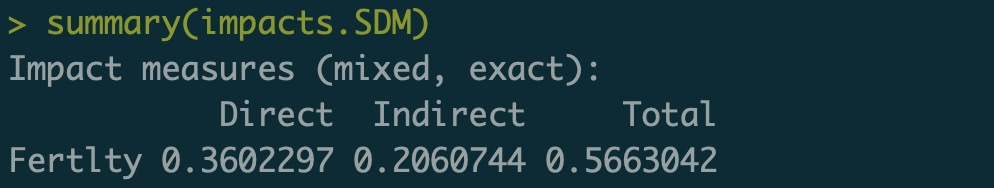 > summary(impacts.SDM)
Impact measures (mixed, exact):
Direct Indirect Total
Fertlty 0.3602297 0.2060744 0.5663042